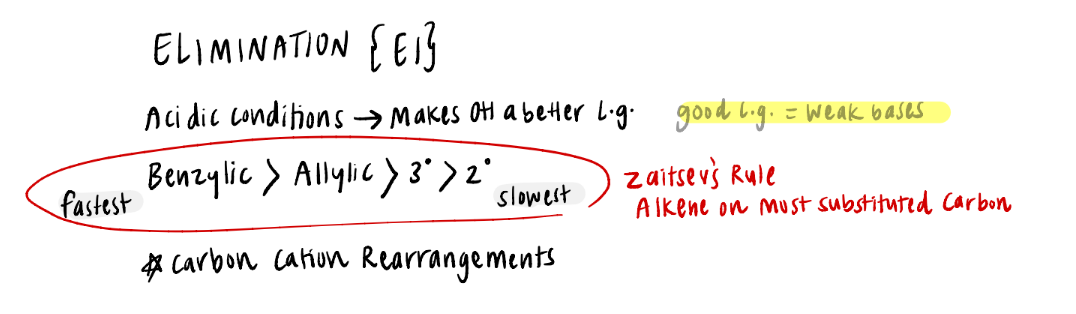 ELIMINATION {E1}
Acidic conditions → Makes OH a better l.g. good l.g. = weak bases
Benzylic > Allylic > 3° > 2°
fastest slowest
Zaitsev's Rule
Alkene on most substituted carbon
* carbon cation Rearrangements